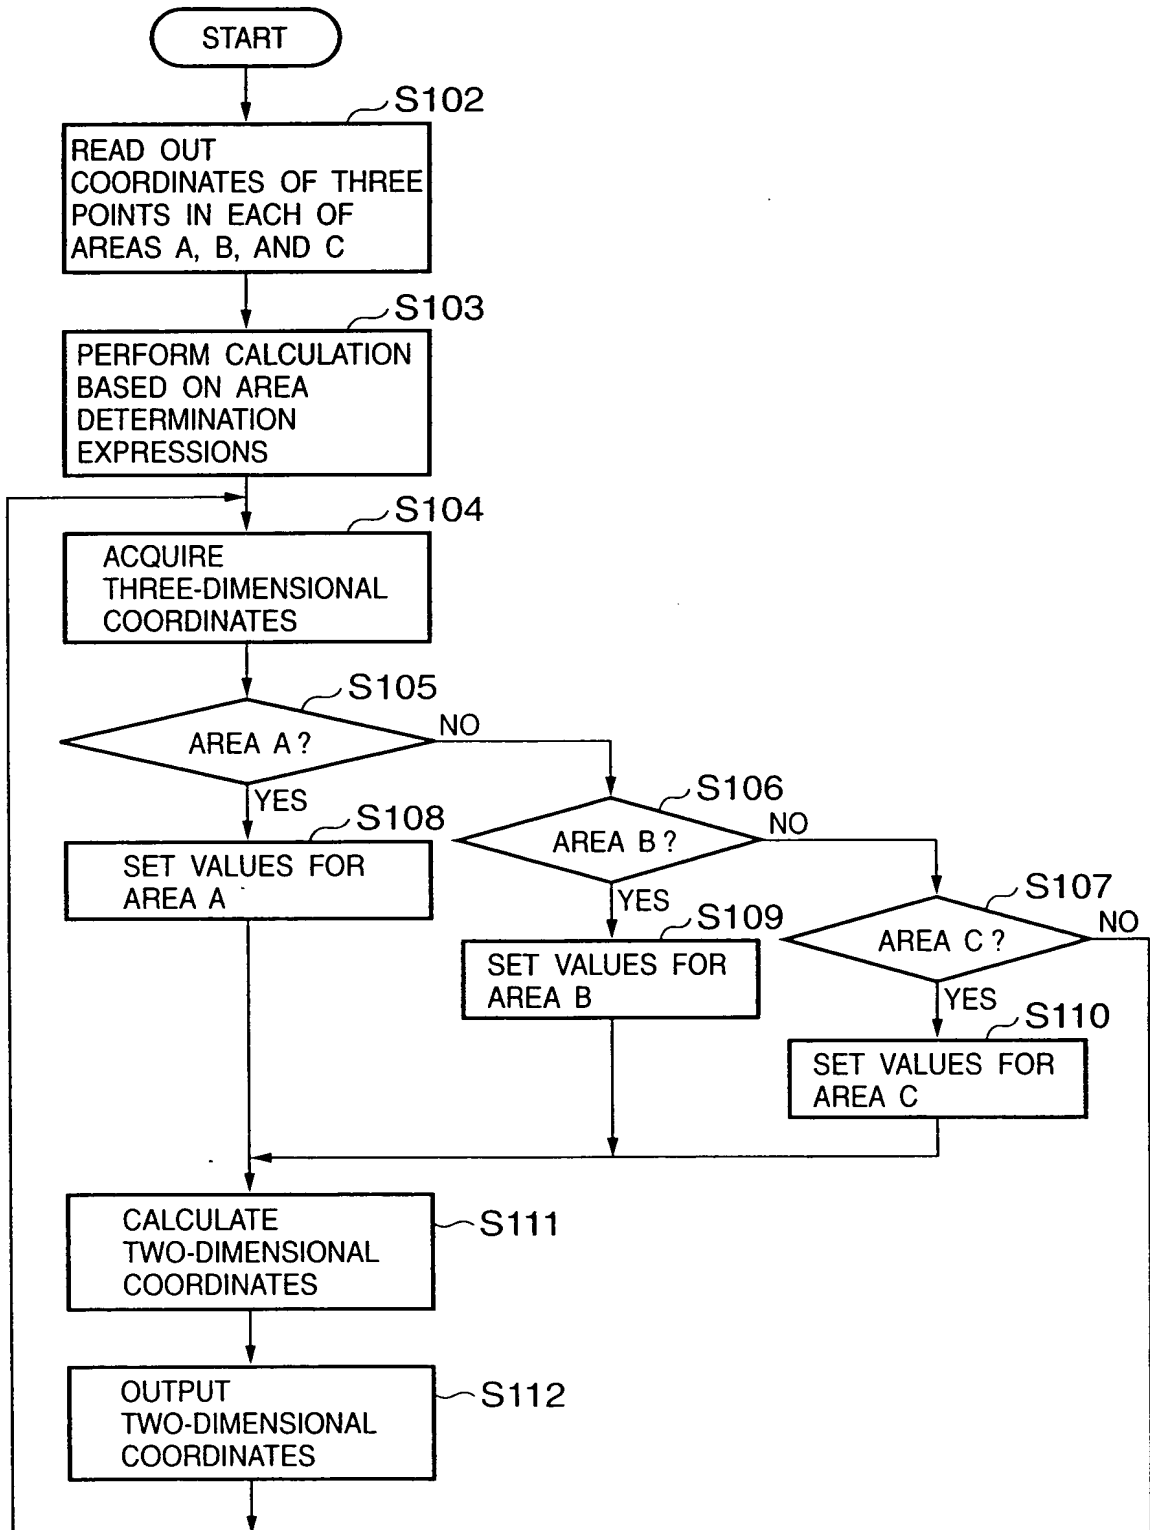 START
S102
READ OUT
COORDINATES OF THREE
POINTS IN EACH OF
AREAS A, B, AND C
S103
PERFORM CALCULATION
BASED ON AREA
DETERMINATION
EXPRESSIONS
S104
ACQUIRE
THREE-DIMENSIONAL
COORDINATES
S105
AREA A?
NO
YES
S106
AREA B?
NO
YES
S107
AREA C?
NO
YES
S108
SET VALUES FOR
AREA A
S109
SET VALUES FOR
AREA B
S110
SET VALUES FOR
AREA C
S111
CALCULATE
TWO-DIMENSIONAL
COORDINATES
S112
OUTPUT
TWO-DIMENSIONAL
COORDINATES